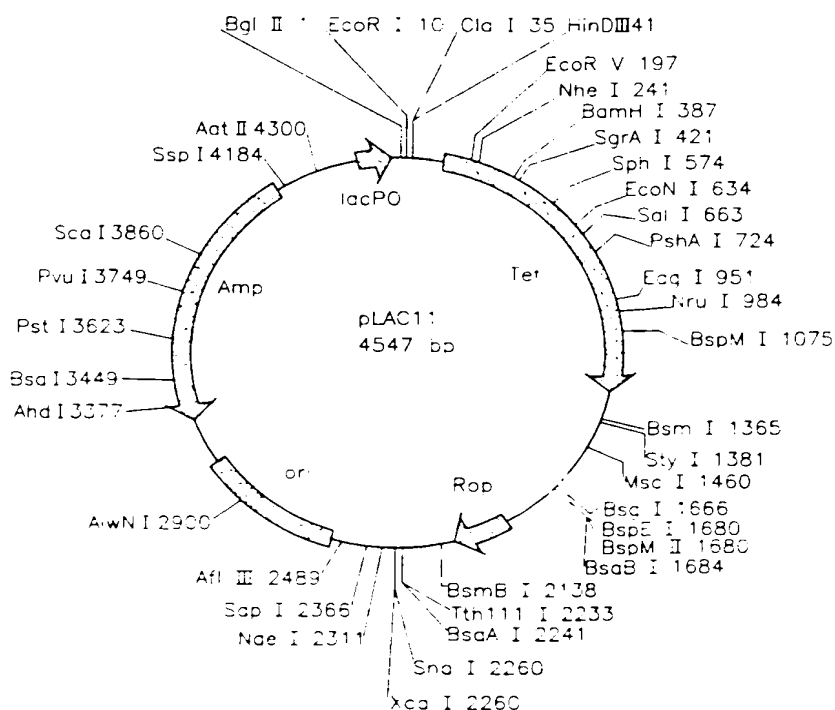 Bgl II 1
EcoR I 10
Cla I 35
HinDIII 41
EcoR V 197
Nhe I 241
BamH I 387
SgrA I 421
Sph I 574
EcoN I 634
Sal I 663
PshA I 724
Eag I 951
Nru I 984
BspM I 1075
Bsm I 1365
Sty I 1381
Msc I 1460
Bsc I 1666
BspE I 1680
BspM II 1680
BsaB I 1684
BsmB I 2138
Tth111 I 2233
BsaA I 2241
Sna I 2260
Xca I 2260
Nae I 2311
Sap I 2366
Afl III 2489
AlwN I 2900
Ahd I 3377
Bsa I 3449
Pst I 3623
Pvu I 3749
Sca I 3860
Ssp I 4184
Aat II 4300
lacPO
Tet
Amp
pLAC11
4547 bp
ori
Rop